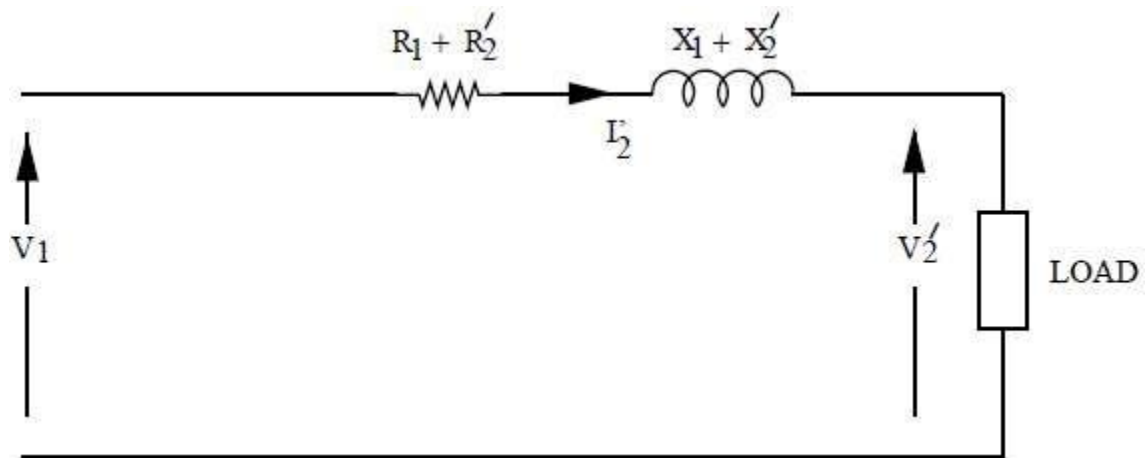 R1 + R2′
X1 + X2′
I2'
V1
V2′
LOAD